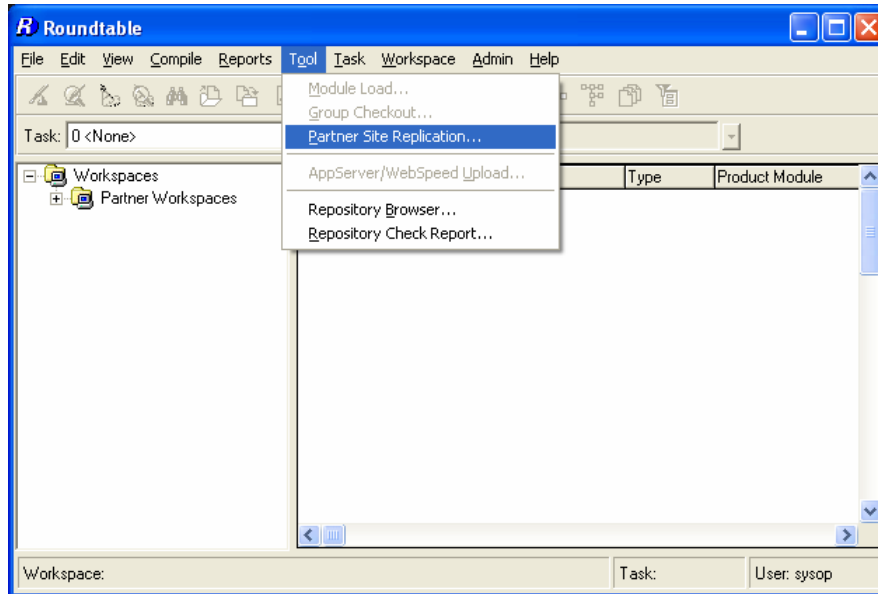 Roundtable
File Edit View Compile Reports Tool Task Workspace Admin Help
Module Load...
Group Checkout...
Task: 0 <None>
Partner Site Replication...
AppServer/WebSpeed Upload...
Workspaces
Type Product Module
Partner Workspaces
Repository Browser...
Repository Check Report...
Workspace: Task: User: sysop